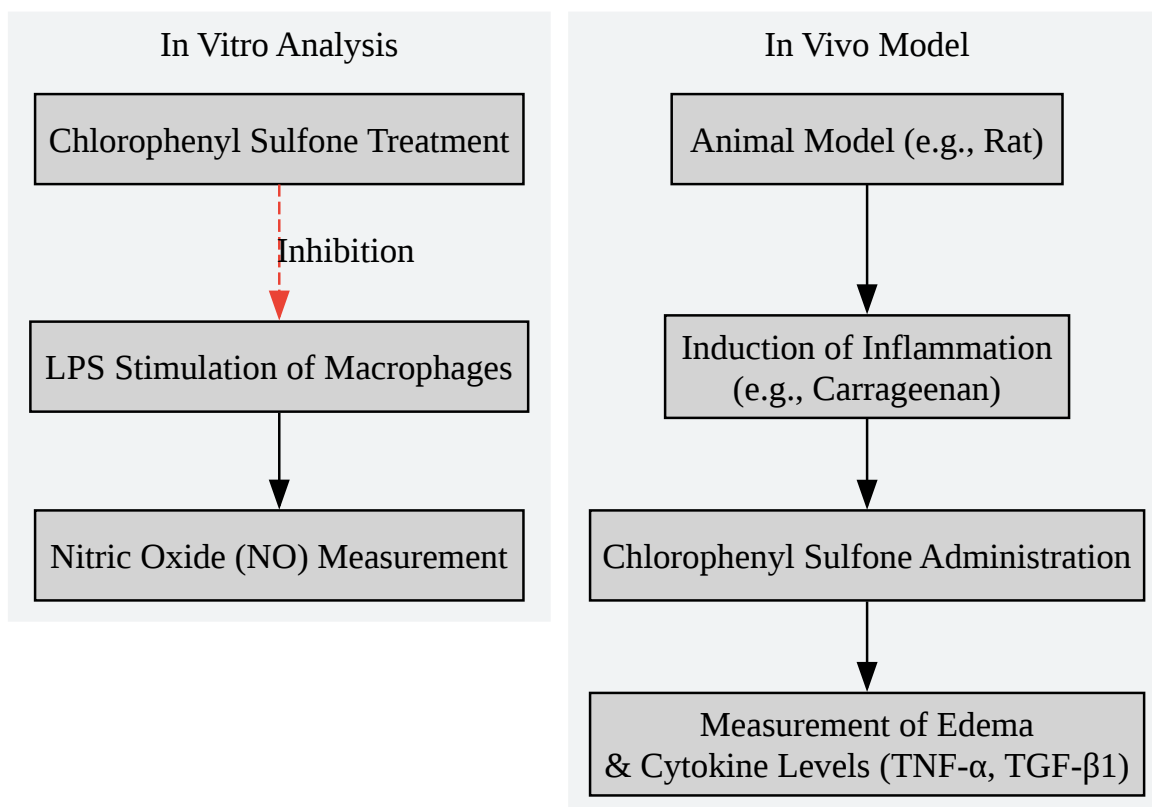 In Vitro Analysis
Chlorophenyl Sulfone Treatment
Inhibition
LPS Stimulation of Macrophages
Nitric Oxide (NO) Measurement
In Vivo Model
Animal Model (e.g., Rat)
Induction of Inflammation
(e.g., Carrageenan)
Chlorophenyl Sulfone Administration
Measurement of Edema
& Cytokine Levels (TNF-α, TGF-β1)